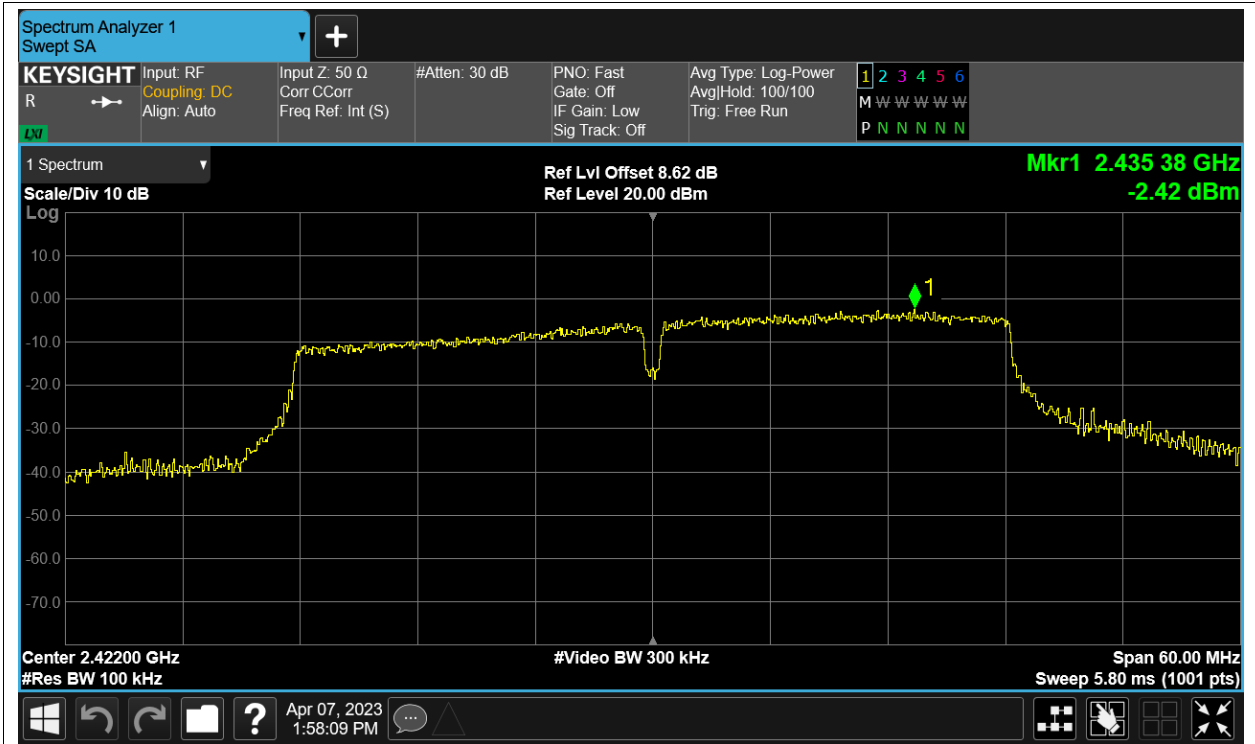 Spectrum Analyzer 1
Swept SA
+
KEYSIGHT
R
LXI
Input: RF
Coupling: DC
Align: Auto
Input Z: 50 Ω
Corr CCorr
Freq Ref: Int (S)
#Atten: 30 dB
PNO: Fast
Gate: Off
IF Gain: Low
Sig Track: Off
Avg Type: Log-Power
Avg|Hold: 100/100
Trig: Free Run
1 2 3 4 5 6
M W W W W W
P N N N N N
1 Spectrum
Scale/Div 10 dB
Ref Lvl Offset 8.62 dB
Ref Level 20.00 dBm
Mkr1 2.435 38 GHz
-2.42 dBm
Log
10.0
0.00
-10.0
-20.0
-30.0
-40.0
-50.0
-60.0
-70.0
1
Center 2.42200 GHz
#Res BW 100 kHz
#Video BW 300 kHz
Span 60.00 MHz
Sweep 5.80 ms (1001 pts)
?
Apr 07, 2023
1:58:09 PM